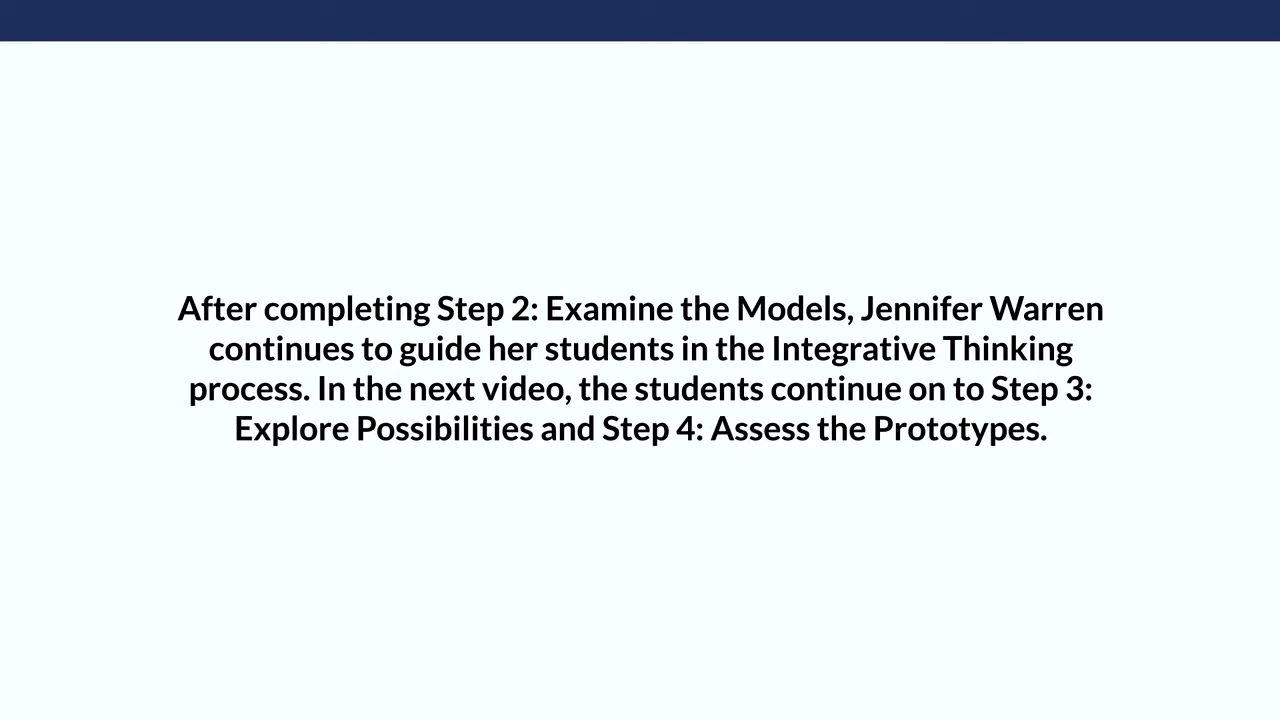 After completing Step 2: Examine the Models, Jennifer Warren
continues to guide her students in the Integrative Thinking
process. In the next video, the students continue on to Step 3:
Explore Possibilities and Step 4: Assess the Prototypes.